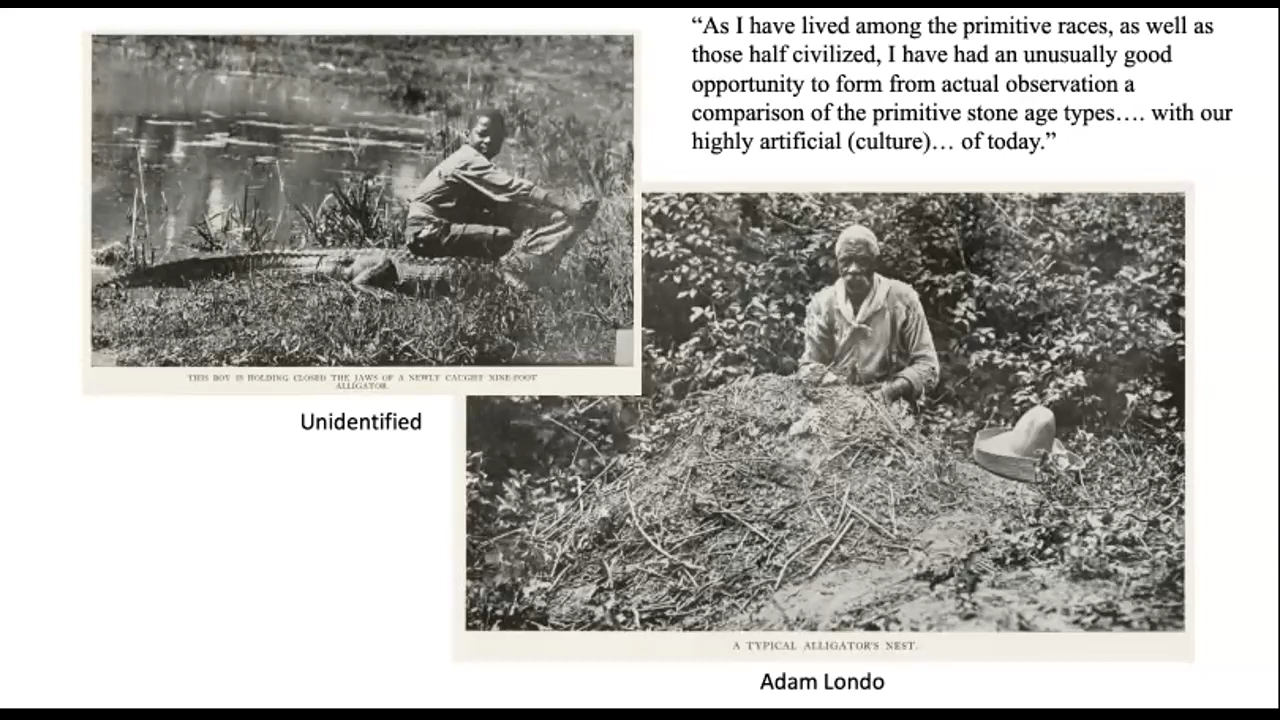 “As I have lived among the primitive races, as well as
those half civilized, I have had an unusually good
opportunity to form from actual observation a
comparison of the primitive stone age types…. with our
highly artificial (culture)… of today.”
THIS BOY IS HOLDING CLOSED THE JAWS OF A NEWLY CAUGHT NINE-FOOT
ALLIGATOR.
Unidentified
A TYPICAL ALLIGATOR'S NEST.
Adam Londo